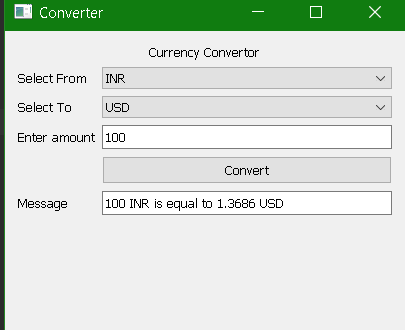 Converter
Currency Convertor
Select From INR
Select To USD
Enter amount 100
Convert
Message 100 INR is equal to 1.3686 USD